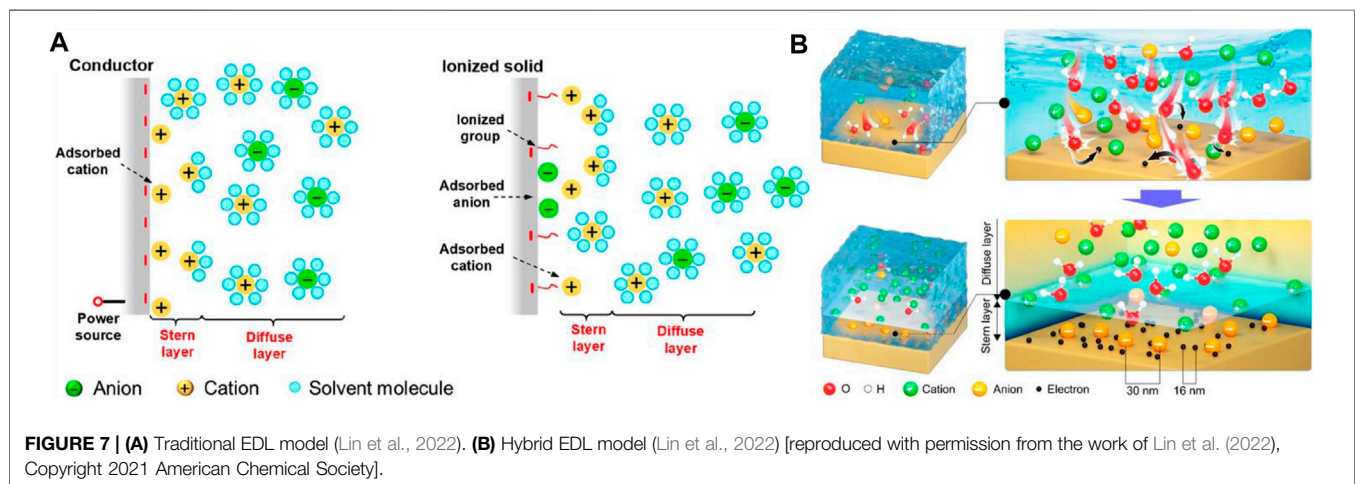 A
Conductor
Adsorbed
cation
Power
source
Stern
layer
Diffuse
layer
Ionized solid
Ionized
group
Adsorbed
anion
Adsorbed
cation
Stern
layer
Diffuse
layer
Anion
Cation
Solvent molecule
B
Diffuse layer
Stern layer
30 nm
16 nm
O
H
Cation
Anion
Electron
FIGURE 7 | (A) Traditional EDL model (Lin et al., 2022). (B) Hybrid EDL model (Lin et al., 2022) [reproduced with permission from the work of Lin et al. (2022),
Copyright 2021 American Chemical Society].